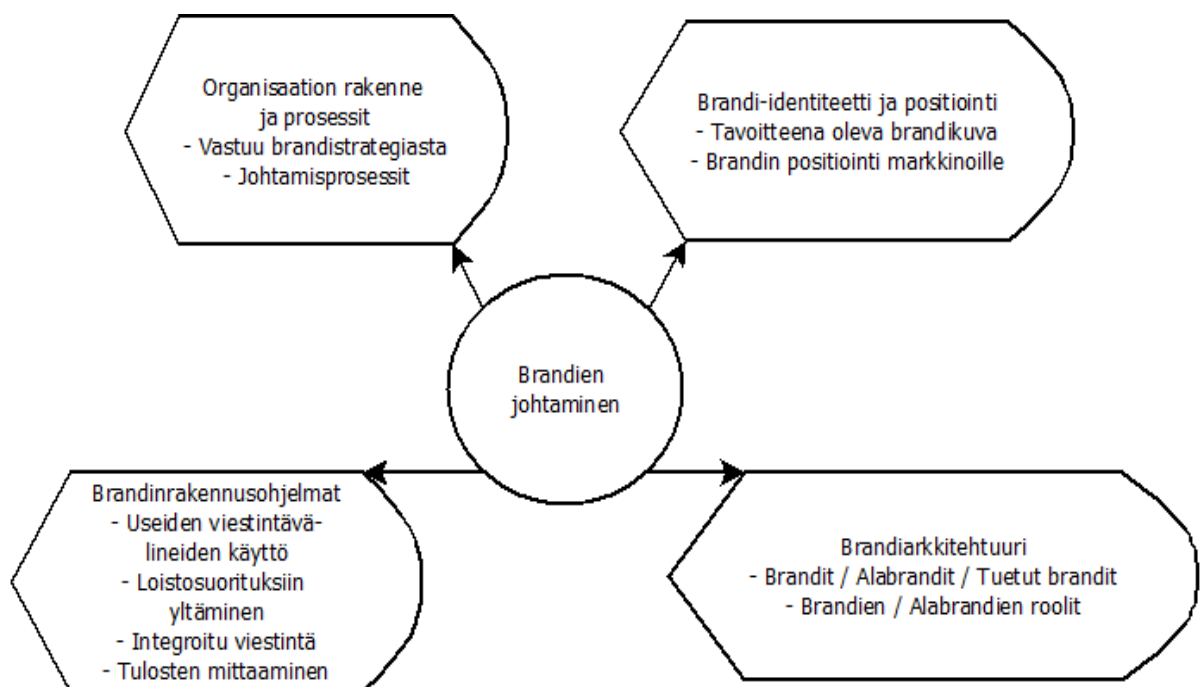 Organisaation rakenne
ja prosessit
- Vastuu brandistrategiasta
- Johtamisprosessit
Brandi-identiteetti ja positiointi
- Tavoitteena oleva brandikuva
- Brandin positiointi markkinoille
Brandien
johtaminen
Brandinrakennusohjelmat
- Useiden viestintävä-
lineiden käyttö
- Loistosuorituksiin
yltäminen
- Integroitu viestintä
- Tulosten mittaaminen
Brandiarkkitehtuuri
- Brandit / Alabrandit / Tuetut brandit
- Brandien / Alabrandien roolit